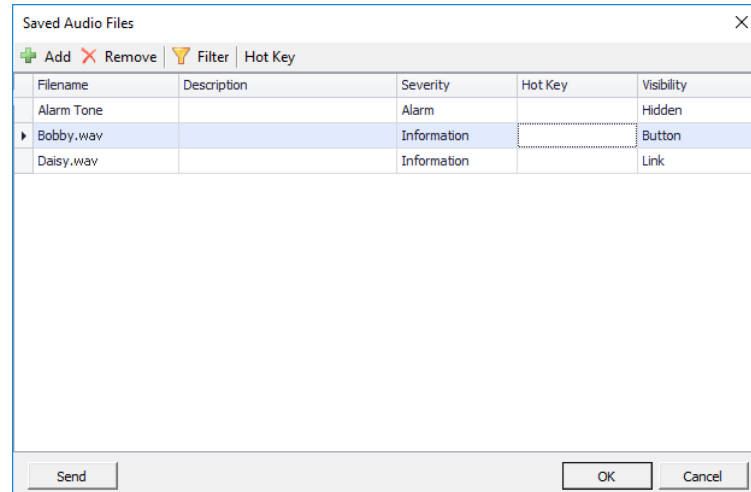 Saved Audio Files
Add Remove Filter Hot Key
Filename Description Severity Hot Key Visibility
Alarm Tone Alarm Hidden
Bobby.wav Information Button
Daisy.wav Information Link
Send OK Cancel